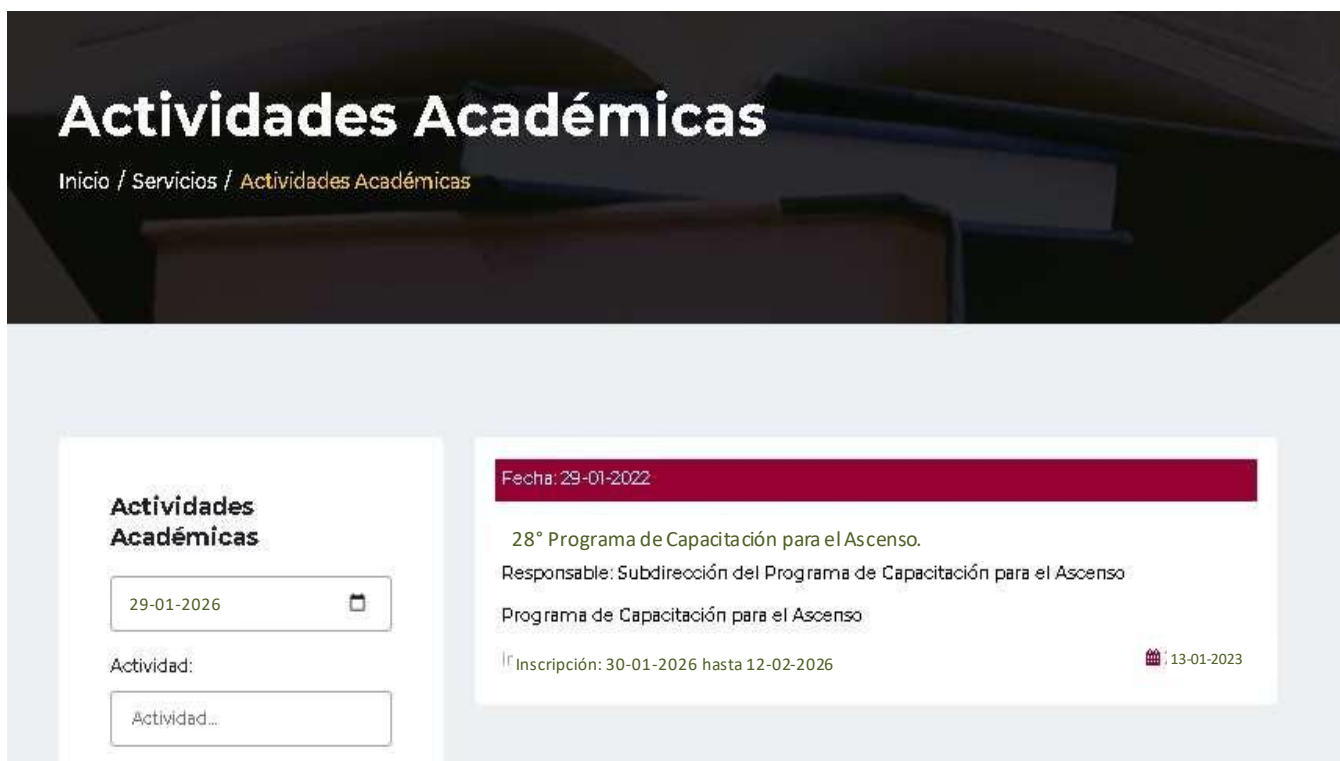 Actividades Académicas
Inicio / Servicios / Actividades Académicas
Actividades
Académicas
29-01-2026
Actividad:
Actividad...
Fecha: 29-01-2022
28° Programa de Capacitación para el Ascenso.
Responsable: Subdirección del Programa de Capacitación para el Ascenso
Programa de Capacitación para el Ascenso
Inscripción: 30-01-2026 hasta 12-02-2026
13-01-2023